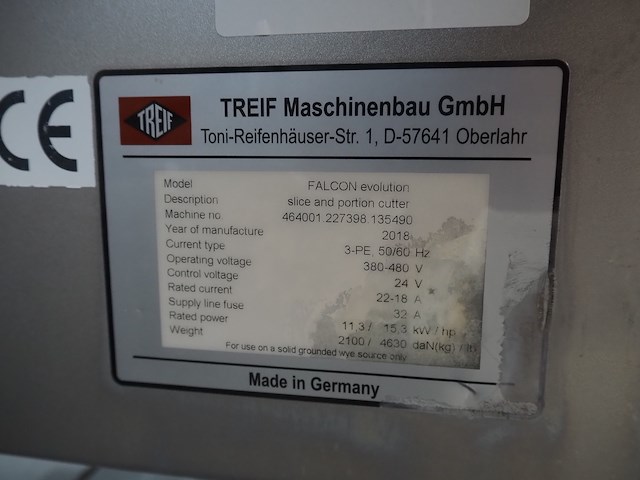 CE
TREIF
TREIF Maschinenbau GmbH
Toni-Reifenhäuser-Str. 1, D-57641 Oberlahr
Model FALCON evolution
Description slice and portion cutter
Machine no 464001.227398.135490
Year of manufacture 2018
Current type 3-PE, 50/60 Hz
Operating voltage 380-480 V
Control voltage 24 V
Rated current 22-18 A
Supply line fuse 32 A
Rated power 11,3 / 15,3 kW / hp
Weight 2100 / 4630 daN(kg) /
For use on a solid grounded wye source only
Made in Germany